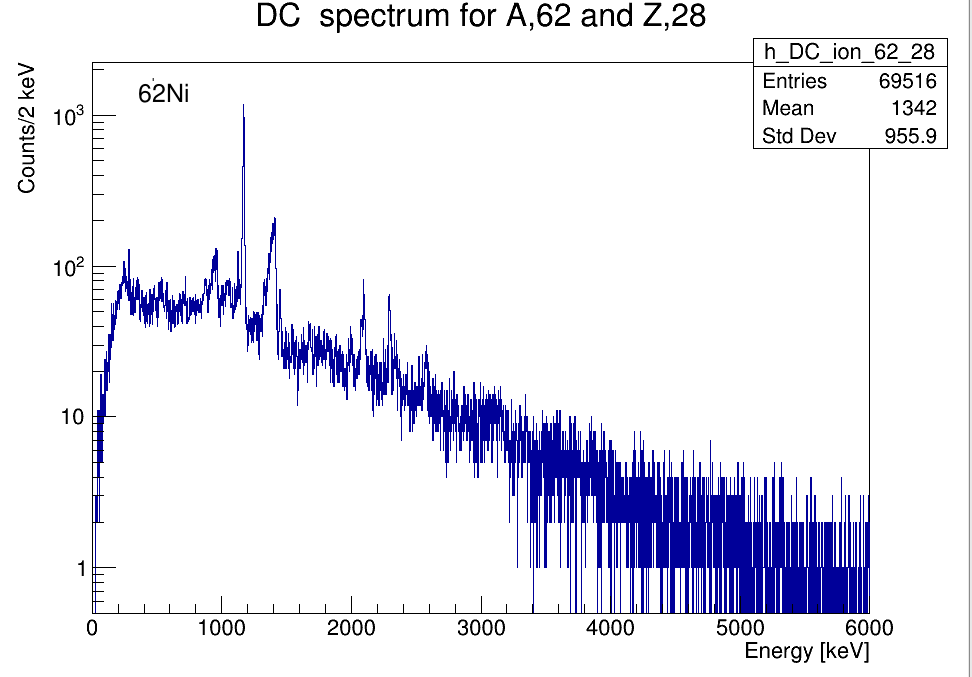 DC spectrum for A,62 and Z,28
h_DC_ion_62_28
Entries 69516
Mean 1342
Std Dev 955.9
62Ni
Counts/2 keV
10³
10²
10
1
0 1000 2000 3000 4000 5000 6000
Energy [keV]